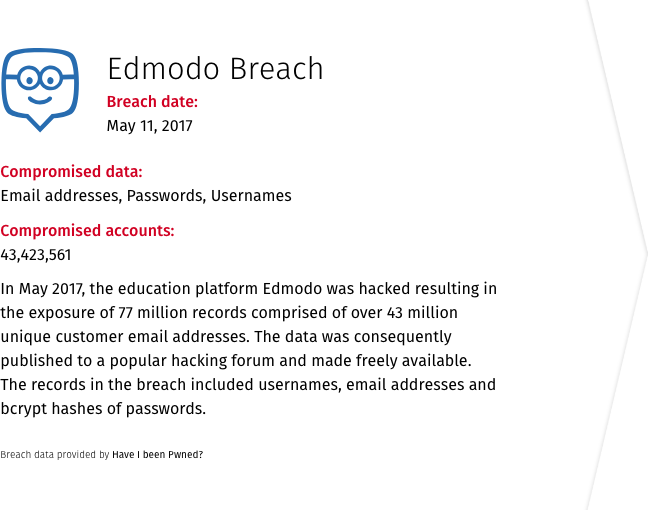 Edmodo Breach
Breach date:
May 11, 2017
Compromised data:
Email addresses, Passwords, Usernames
Compromised accounts:
43,423,561
In May 2017, the education platform Edmodo was hacked resulting in
the exposure of 77 million records comprised of over 43 million
unique customer email addresses. The data was consequently
published to a popular hacking forum and made freely available.
The records in the breach included usernames, email addresses and
bcrypt hashes of passwords.
Breach data provided by Have I been Pwned?